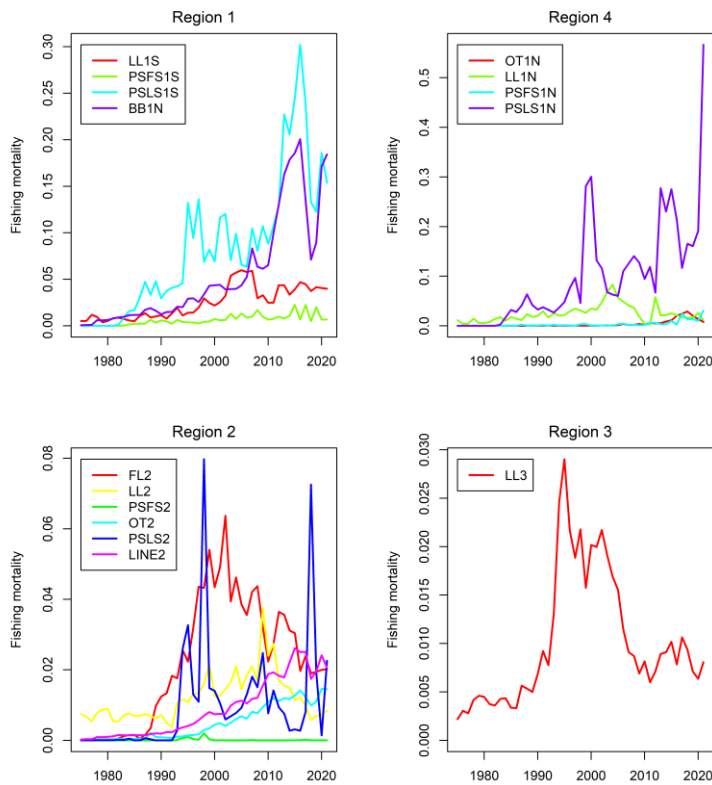 Region 1
Fishing mortality
0.00 0.05 0.10 0.15 0.20 0.25 0.30
LL1S
PSFS1S
PSLS1S
BB1N
1980 1990 2000 2010 2020
Region 4
Fishing mortality
0.0 0.1 0.2 0.3 0.4 0.5
OT1N
LL1N
PSFS1N
PSLS1N
1980 1990 2000 2010 2020
Region 2
Fishing mortality
0.00 0.02 0.04 0.06 0.08
FL2
LL2
PSFS2
OT2
PSLS2
LINE2
1980 1990 2000 2010 2020
Region 3
Fishing mortality
0.000 0.005 0.010 0.015 0.020 0.025 0.030
LL3
1980 1990 2000 2010 2020